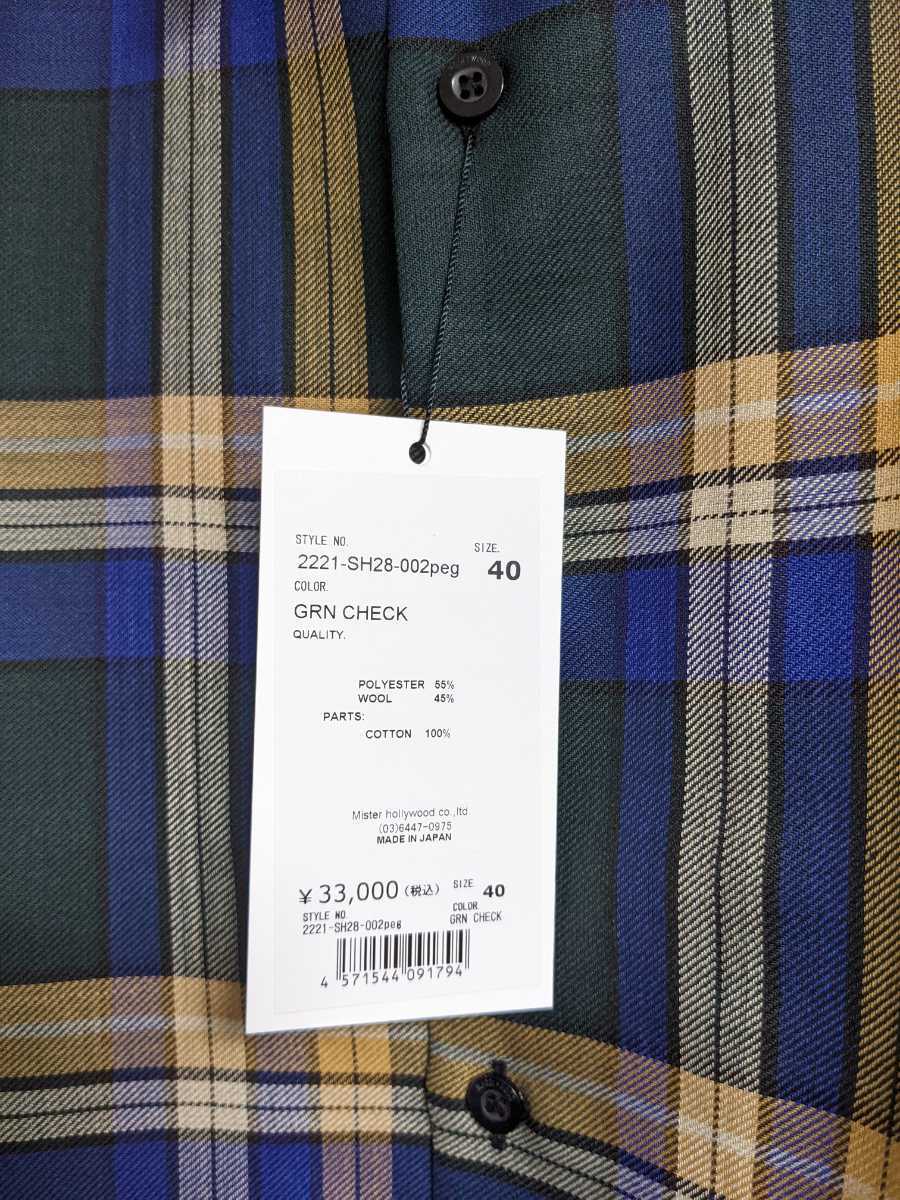 STYLE NO.
SIZE.
2221-SH28-002peg 40
COLOR.
GRN CHECK
QUALITY.
POLYESTER 55%
WOOL 45%
PARTS:
COTTON 100%
Mister hollywood co.,ltd
(03)6447-0975
MADE IN JAPAN
¥ 33,000 (税込) SIZE 40
STYLE NO. COLOR.
2221-SH28-002peg GRN CHECK
4 571544 091794